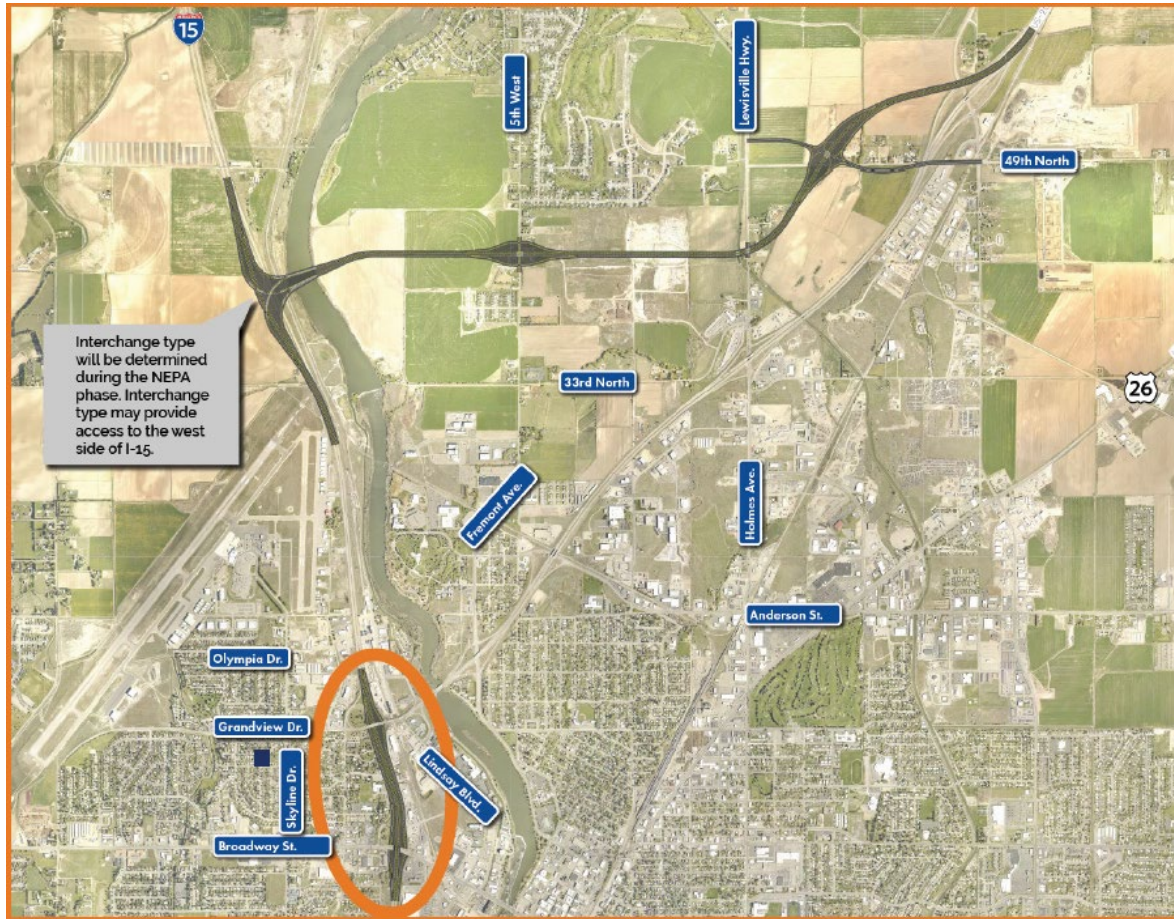 15
5th West
Lewisville Hwy.
49th North
Interchange type
will be determined
during the NEPA
phase. Interchange
type may provide
access to the west
side of I-15.
33rd North
26
Fremont Ave.
Holmes Ave.
Anderson St.
Olympia Dr.
Grandview Dr.
Skyline Dr.
Lindsay Blvd.
Broadway St.